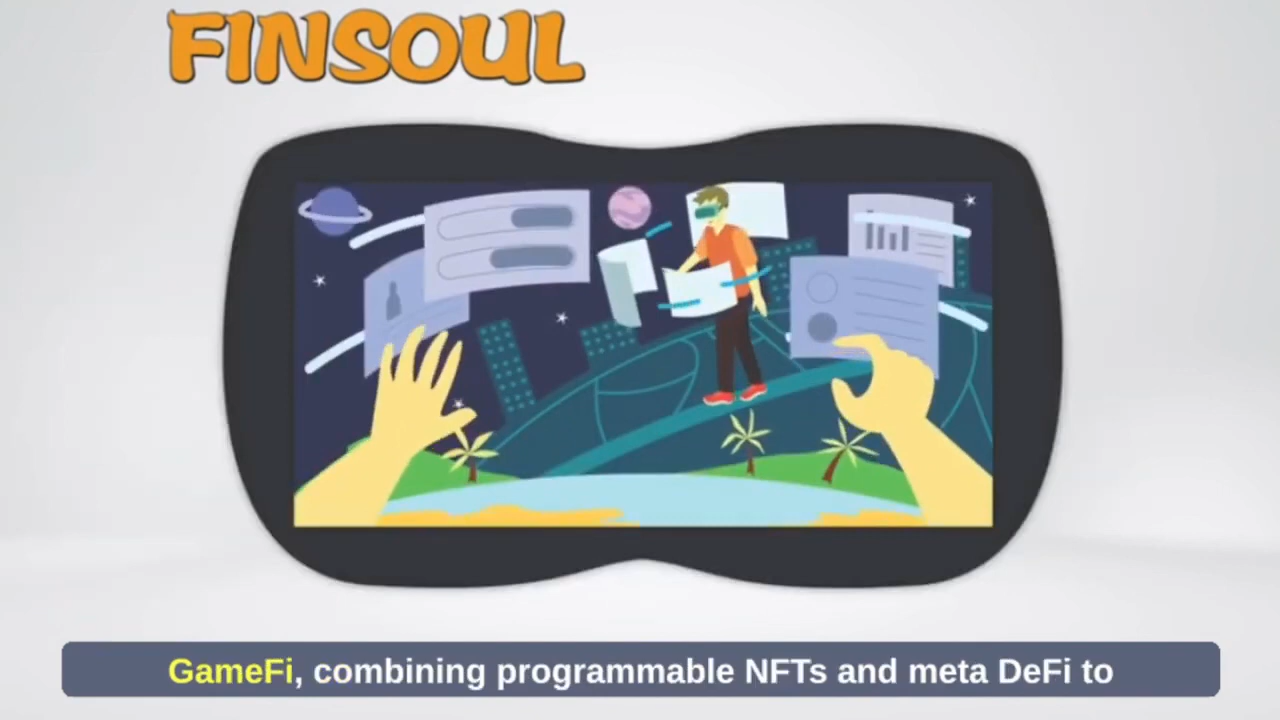 FINSOUL
GameFi, combining programmable NFTs and meta DeFi to